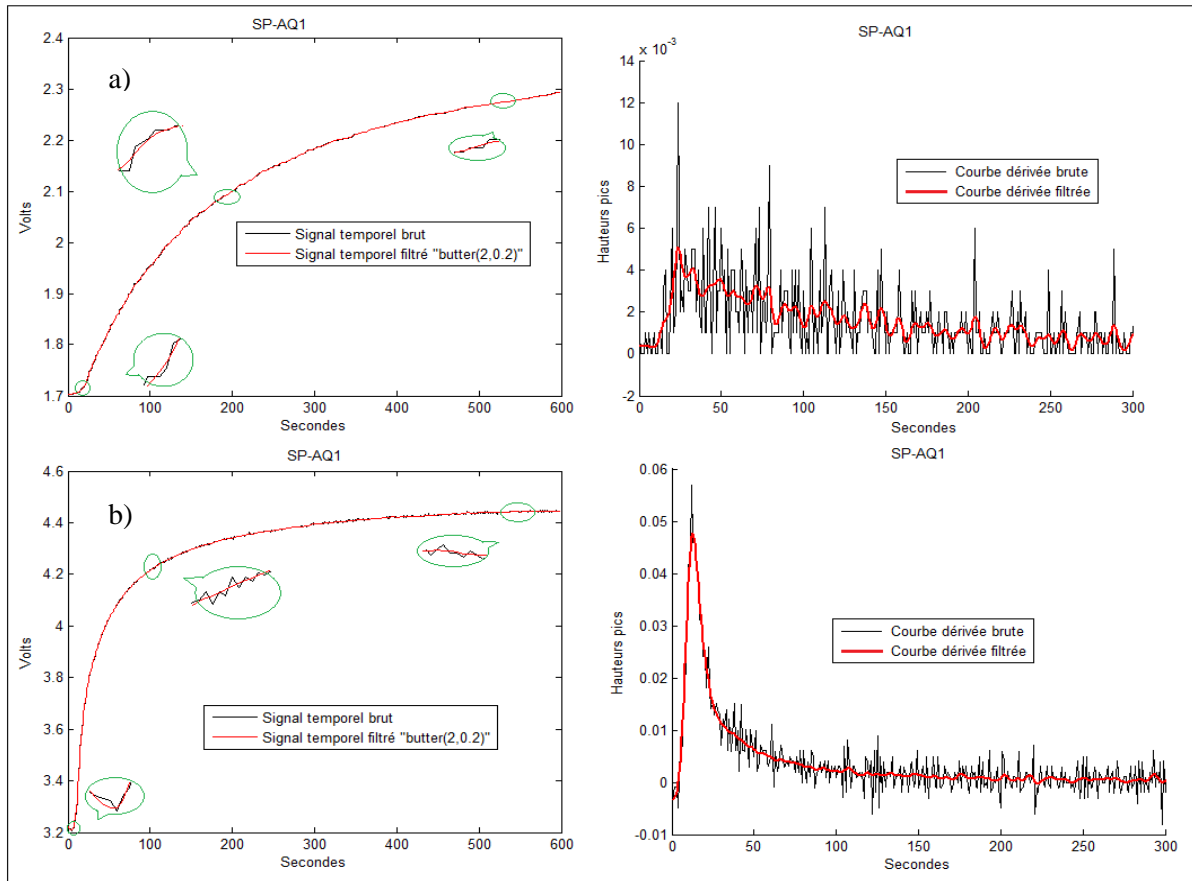 SP-AQ1
a)
2.4
2.3
2.2
2.1
2
1.9
1.8
1.7
Volts
0 100 200 300 400 500 600
Secondes
Signal temporel brut
Signal temporel filtré "butter(2,0.2)"
SP-AQ1
x 10⁻³
14
12
10
8
6
4
2
0
-2
Hauteurs pics
0 50 100 150 200 250 300
Secondes
Courbe dérivée brute
Courbe dérivée filtrée
SP-AQ1
b)
4.6
4.4
4.2
4
3.8
3.6
3.4
3.2
Volts
0 100 200 300 400 500 600
Secondes
Signal temporel brut
Signal temporel filtré "butter(2,0.2)"
SP-AQ1
0.06
0.05
0.04
0.03
0.02
0.01
0
-0.01
Hauteurs pics
0 50 100 150 200 250 300
Secondes
Courbe dérivée brute
Courbe dérivée filtrée